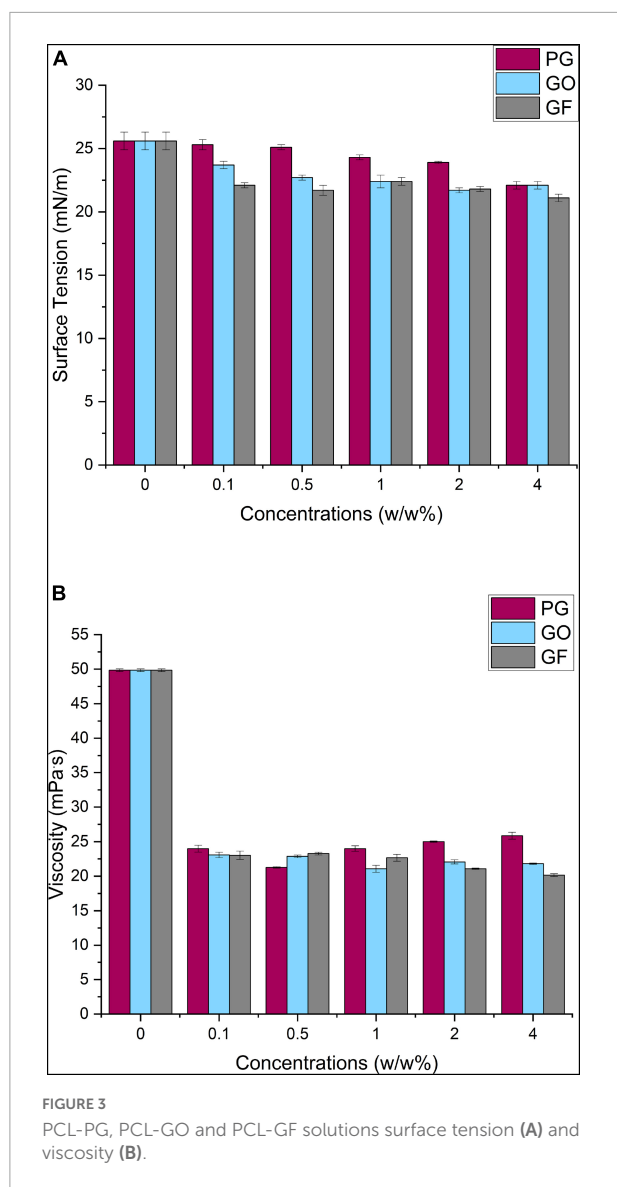 A
PG
GO
GF
30
25
20
15
10
5
0
Surface Tension (mN/m)
0 0.1 0.5 1 2 4
Concentrations (w/w%)
B
PG
GO
GF
55
50
45
40
35
30
25
20
15
10
5
0
Viscosity (mPa·s)
0 0.1 0.5 1 2 4
Concentrations (w/w%)
FIGURE 3
PCL-PG, PCL-GO and PCL-GF solutions surface tension (A) and
viscosity (B).